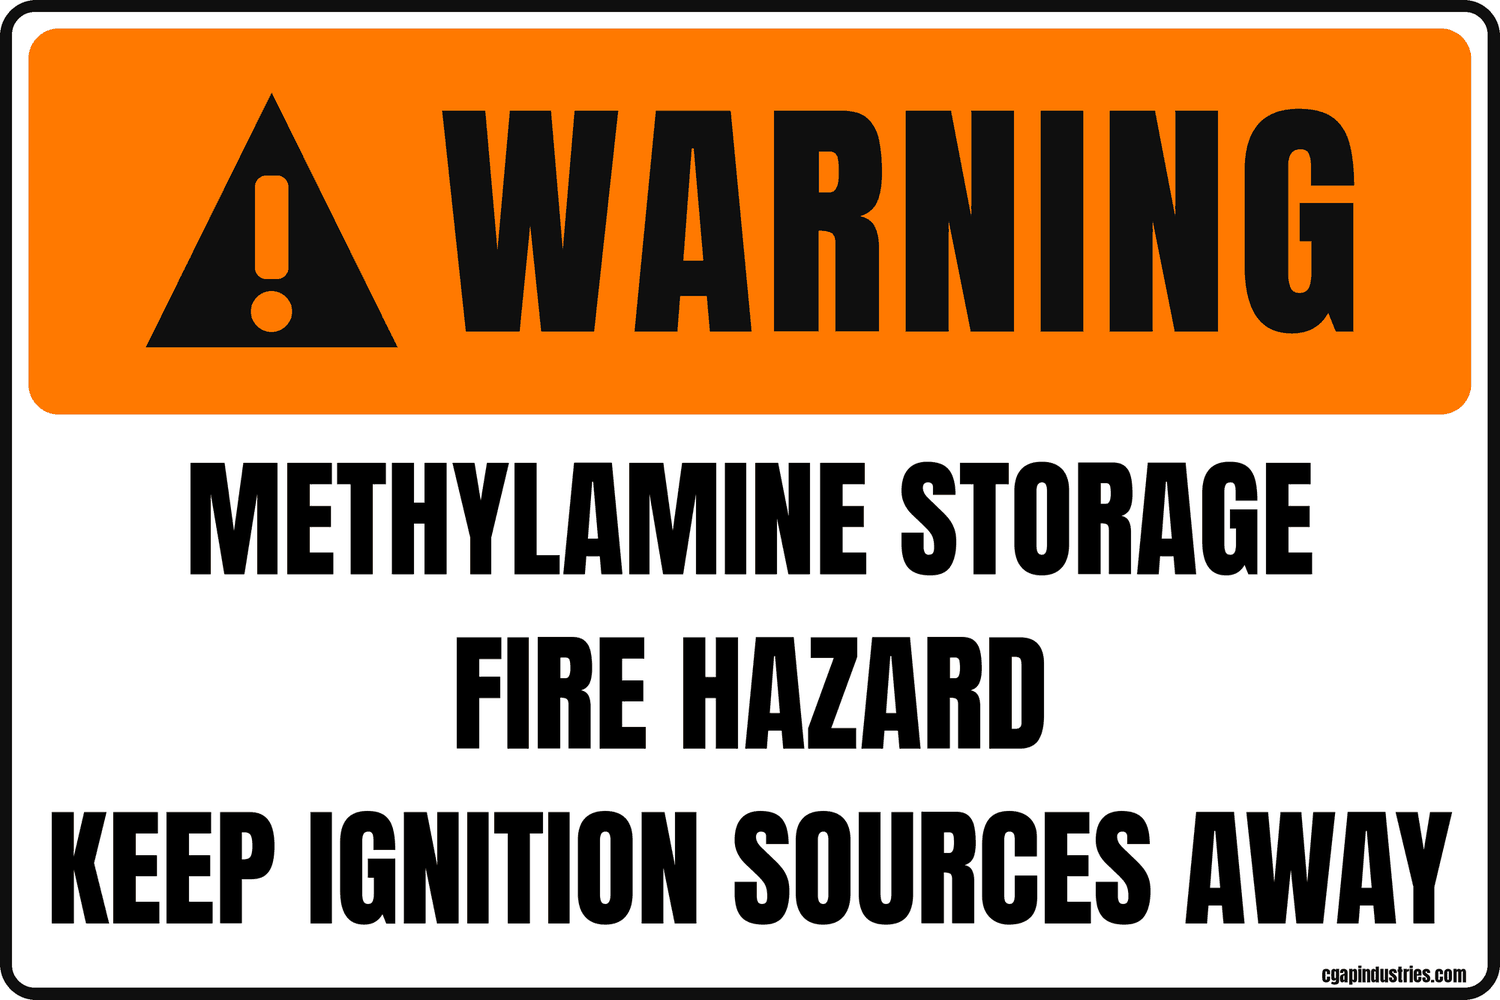 WARNING
METHYLAMINE STORAGE
FIRE HAZARD
KEEP IGNITION SOURCES AWAY
cgapindustries.com